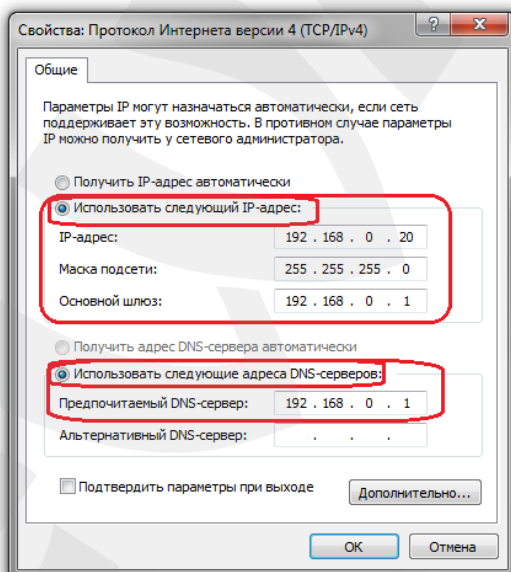 Свойства: Протокол Интернета версии 4 (TCP/IPv4)
Общие
Параметры IP могут назначаться автоматически, если сеть
поддерживает эту возможность. В противном случае параметры
IP можно получить у сетевого администратора.
Получить IP-адрес автоматически
Использовать следующий IP-адрес:
IP-адрес: 192 . 168 . 0 . 20
Маска подсети: 255 . 255 . 255 . 0
Основной шлюз: 192 . 168 . 0 . 1
Получить адрес DNS-сервера автоматически
Использовать следующие адреса DNS-серверов:
Предпочитаемый DNS-сервер: 192 . 168 . 0 . 1
Альтернативный DNS-сервер: . . .
Подтвердить параметры при выходе
Дополнительно...
ОК Отмена